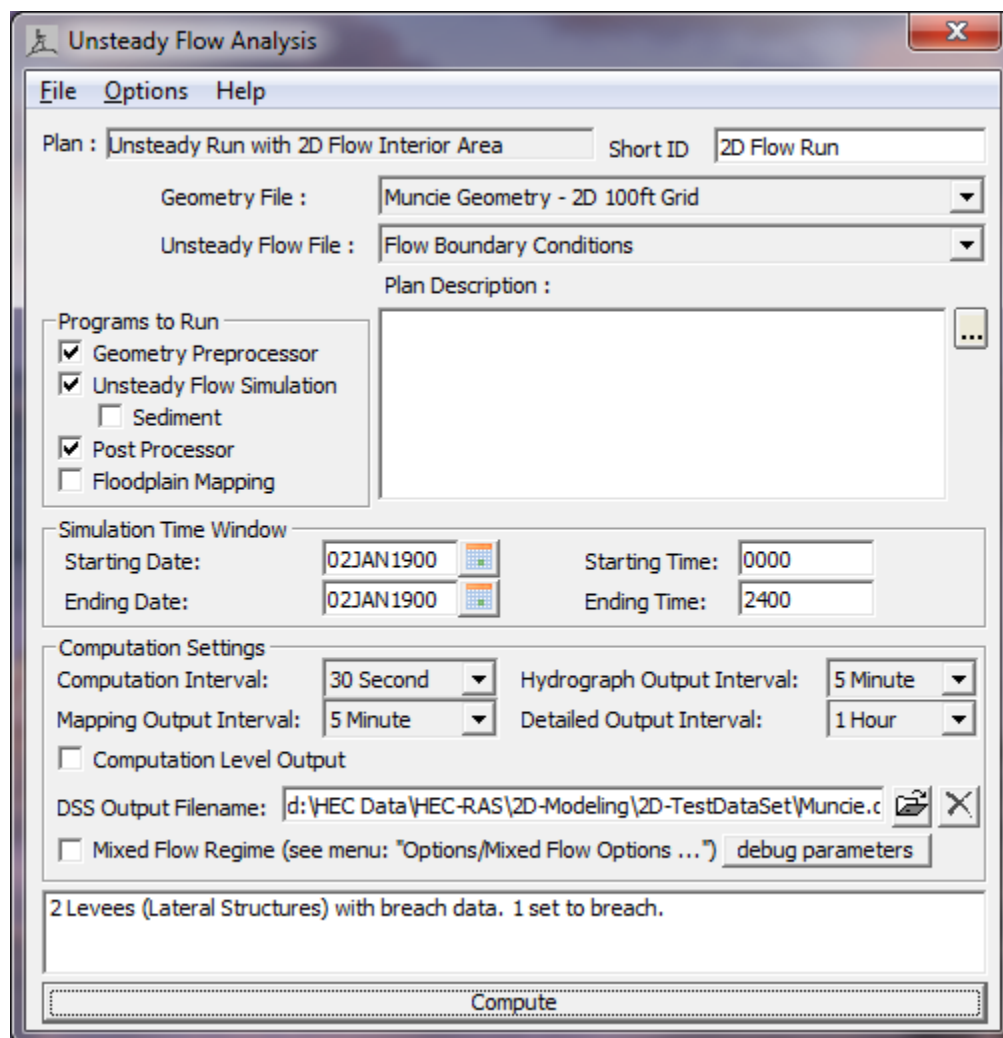 Unsteady Flow Analysis
File Options Help
Plan : Unsteady Run with 2D Flow Interior Area Short ID 2D Flow Run
Geometry File : Muncie Geometry - 2D 100ft Grid
Unsteady Flow File : Flow Boundary Conditions
Plan Description :
Programs to Run
Geometry Preprocessor
Unsteady Flow Simulation
Sediment
Post Processor
Floodplain Mapping
...
Simulation Time Window
Starting Date: 02JAN1900 Starting Time: 0000
Ending Date: 02JAN1900 Ending Time: 2400
Computation Settings
Computation Interval: 30 Second Hydrograph Output Interval: 5 Minute
Mapping Output Interval: 5 Minute Detailed Output Interval: 1 Hour
Computation Level Output
DSS Output Filename: d:\HEC Data\HEC-RAS\2D-Modeling\2D-TestDataSet\Muncie.c
Mixed Flow Regime (see menu: "Options/Mixed Flow Options ...") debug parameters
2 Levees (Lateral Structures) with breach data. 1 set to breach.
Compute